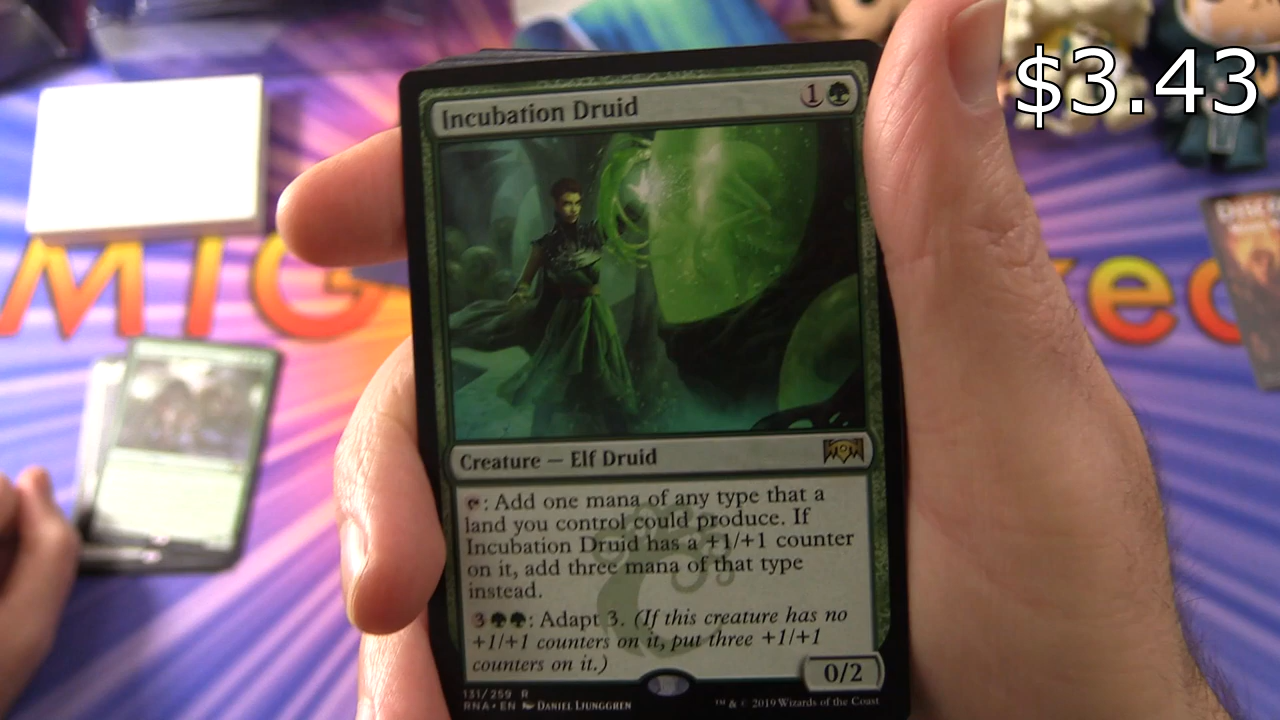 $3.43
Incubation Druid 1
MIG
ed
Creature — Elf Druid
: Add one mana of any type that a
land you control could produce. If
Incubation Druid has a +1/+1 counter
on it, add three mana of that type
instead.
3 : Adapt 3. (If this creature has no
+1/+1 counters on it, put three +1/+1
counters on it.)
0/2
131/259 R
RNA • EN DANIEL LJUNGGREN
™ & © 2019 Wizards of the Coast